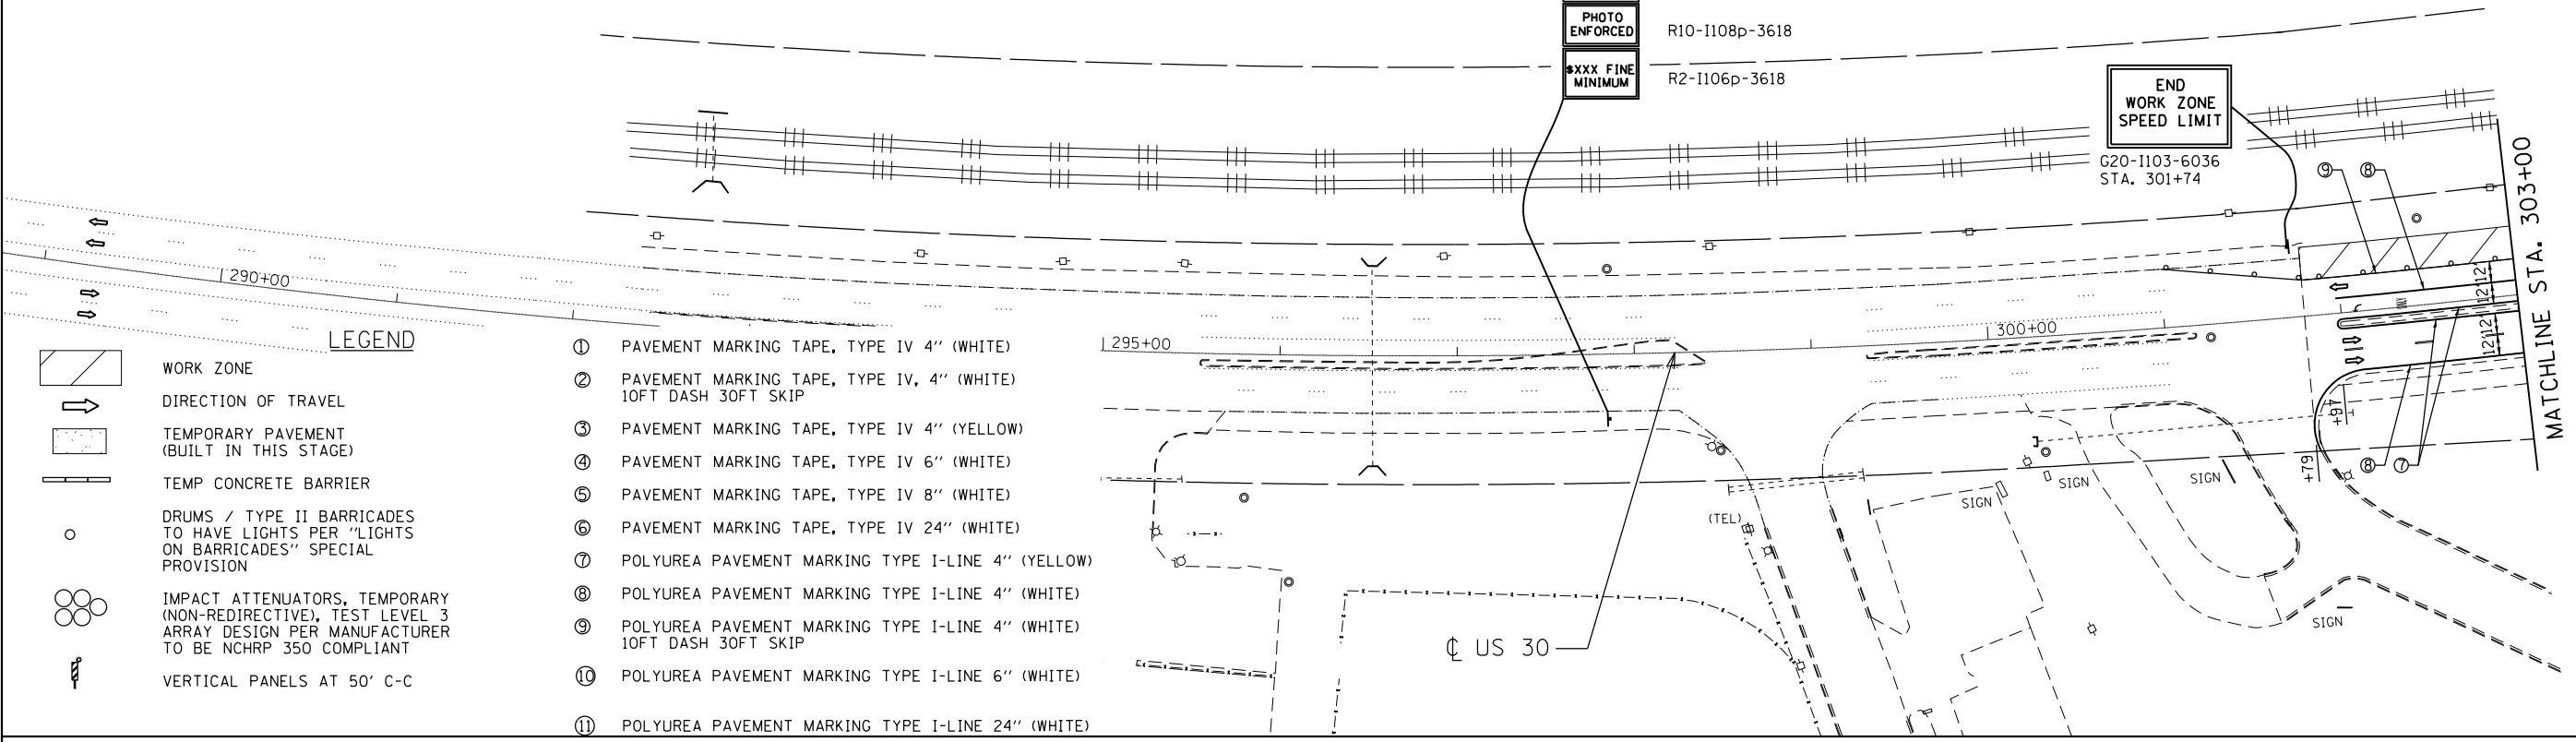 PHOTO
ENFORCED
R10-I108p-3618
$XXX FINE
MINIMUM
R2-I106p-3618
END
WORK ZONE
SPEED LIMIT
G20-I103-6036
STA. 301+74
9
8
MATCHLINE STA. 303+00
290+00
295+00
300+00
12'
12'
12'
12'
+97
+79
8
7
SIGN
SIGN
SIGN
SIGN
(TEL)
℄ US 30
LEGEND
WORK ZONE
DIRECTION OF TRAVEL
TEMPORARY PAVEMENT
(BUILT IN THIS STAGE)
TEMP CONCRETE BARRIER
DRUMS / TYPE II BARRICADES
TO HAVE LIGHTS PER "LIGHTS
ON BARRICADES" SPECIAL
PROVISION
IMPACT ATTENUATORS, TEMPORARY
(NON-REDIRECTIVE), TEST LEVEL 3
ARRAY DESIGN PER MANUFACTURER
TO BE NCHRP 350 COMPLIANT
VERTICAL PANELS AT 50' C-C
1 PAVEMENT MARKING TAPE, TYPE IV 4" (WHITE)
2 PAVEMENT MARKING TAPE, TYPE IV, 4" (WHITE)
10FT DASH 30FT SKIP
3 PAVEMENT MARKING TAPE, TYPE IV 4" (YELLOW)
4 PAVEMENT MARKING TAPE, TYPE IV 6" (WHITE)
5 PAVEMENT MARKING TAPE, TYPE IV 8" (WHITE)
6 PAVEMENT MARKING TAPE, TYPE IV 24" (WHITE)
7 POLYUREA PAVEMENT MARKING TYPE I-LINE 4" (YELLOW)
8 POLYUREA PAVEMENT MARKING TYPE I-LINE 4" (WHITE)
9 POLYUREA PAVEMENT MARKING TYPE I-LINE 4" (WHITE)
10FT DASH 30FT SKIP
10 POLYUREA PAVEMENT MARKING TYPE I-LINE 6" (WHITE)
11 POLYUREA PAVEMENT MARKING TYPE I-LINE 24" (WHITE)